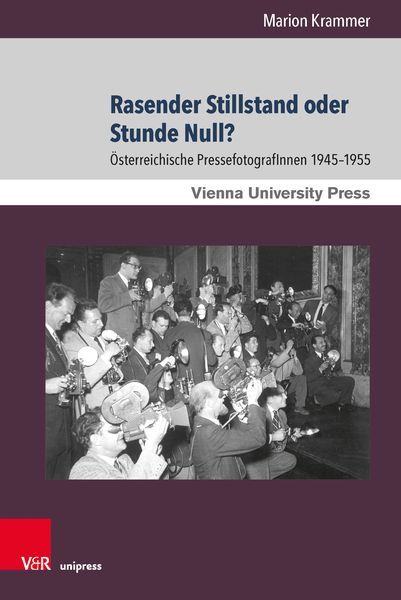 Marion Krammer
Rasender Stillstand oder
Stunde Null?
Österreichische PressefotografInnen 1945–1955
Vienna University Press
V&R unipress